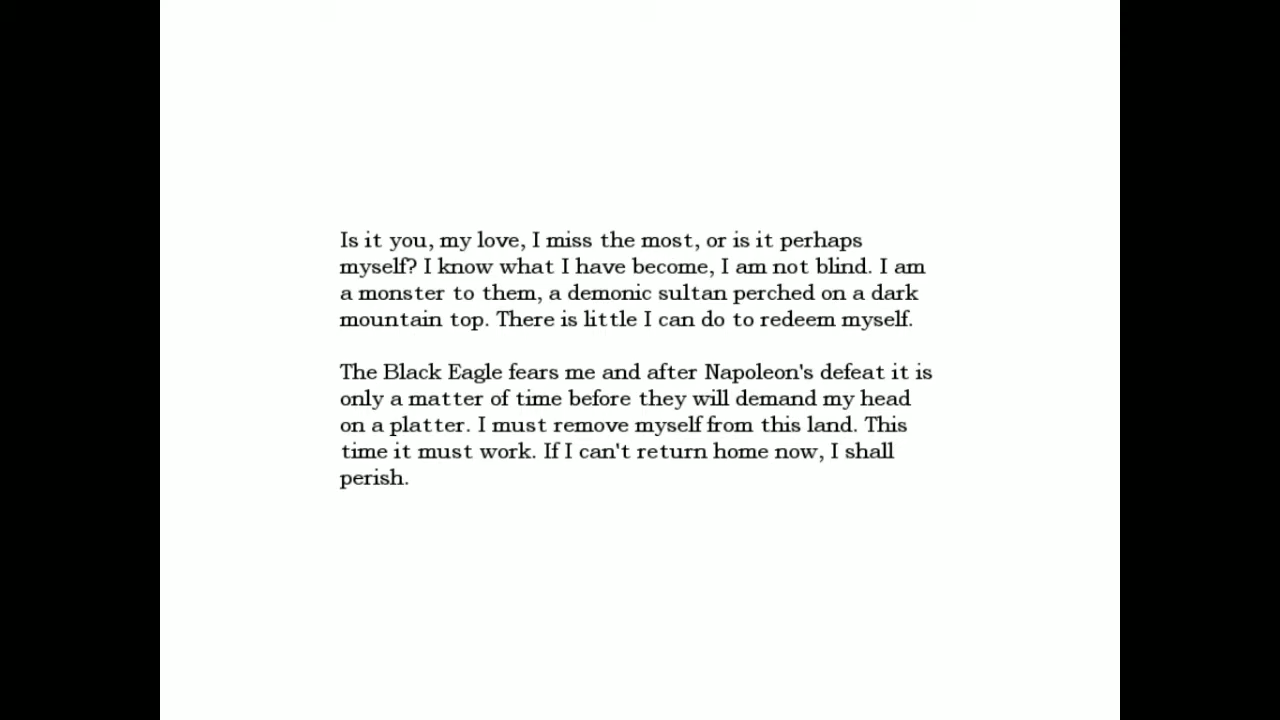 Is it you, my love, I miss the most, or is it perhaps
myself? I know what I have become, I am not blind. I am
a monster to them, a demonic sultan perched on a dark
mountain top. There is little I can do to redeem myself.
The Black Eagle fears me and after Napoleon's defeat it is
only a matter of time before they will demand my head
on a platter. I must remove myself from this land. This
time it must work. If I can't return home now, I shall
perish.